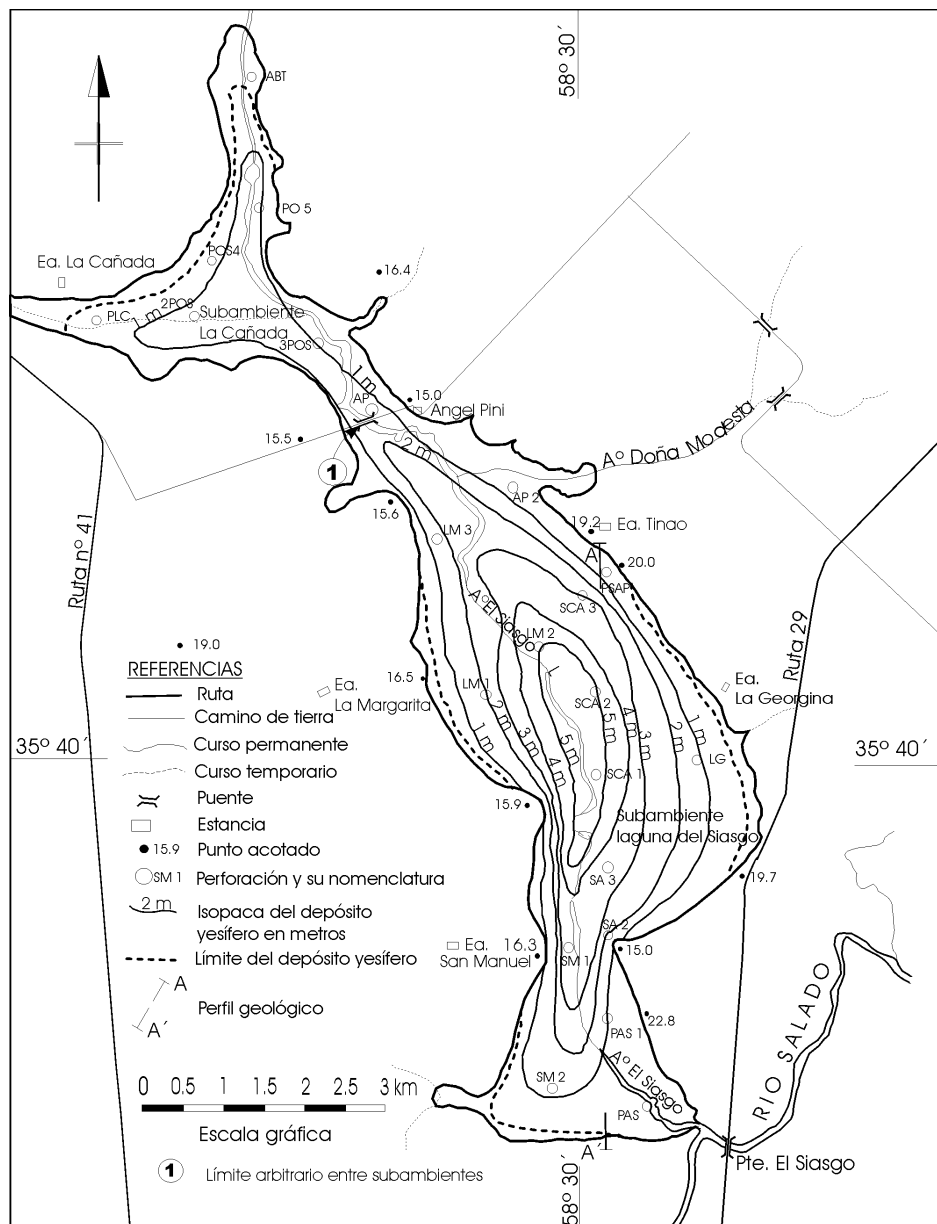 58º 30´
ABT
PO 5
POS4
Ea. La Cañada
16.4
PLC
1 m
2POS
Subambiente
La Cañada
3POS
1 m
AP
15.0
Angel Pini
15.5
2 m
Aº Doña Modesta
1
AP 2
15.6
19.2
Ea. Tinao
LM 3
A
20.0
PSAP
Ruta nº 41
SCA 3
Aº El Siasgo
LM 2
Ruta 29
19.0
REFERENCIAS
Ruta
Camino de tierra
Curso permanente
Curso temporario
Puente
Estancia
15.9 Punto acotado
SM 1 Perforación y su nomenclatura
2 m Isopaca del depósito
yesífero en metros
Límite del depósito yesífero
A
A´
Perfil geológico
16.5
Ea.
La Margarita
LM 1
SCA 2
Ea.
La Georgina
1 m
2 m
3 m
4 m
5 m
5 m
4 m
3 m
2 m
1 m
LG
35º 40´
35º 40´
SCA 1
15.9
Subambiente
laguna del Siasgo
SA 3
19.7
SA 2
Ea. 16.3
San Manuel
SM 1
15.0
22.8
PAS 1
RIO SALADO
Aº El Siasgo
SM 2
PAS
A´
Pte. El Siasgo
0 0.5 1 1.5 2 3 km
Escala gráfica
1 Límite arbitrario entre subambientes
58º 30´